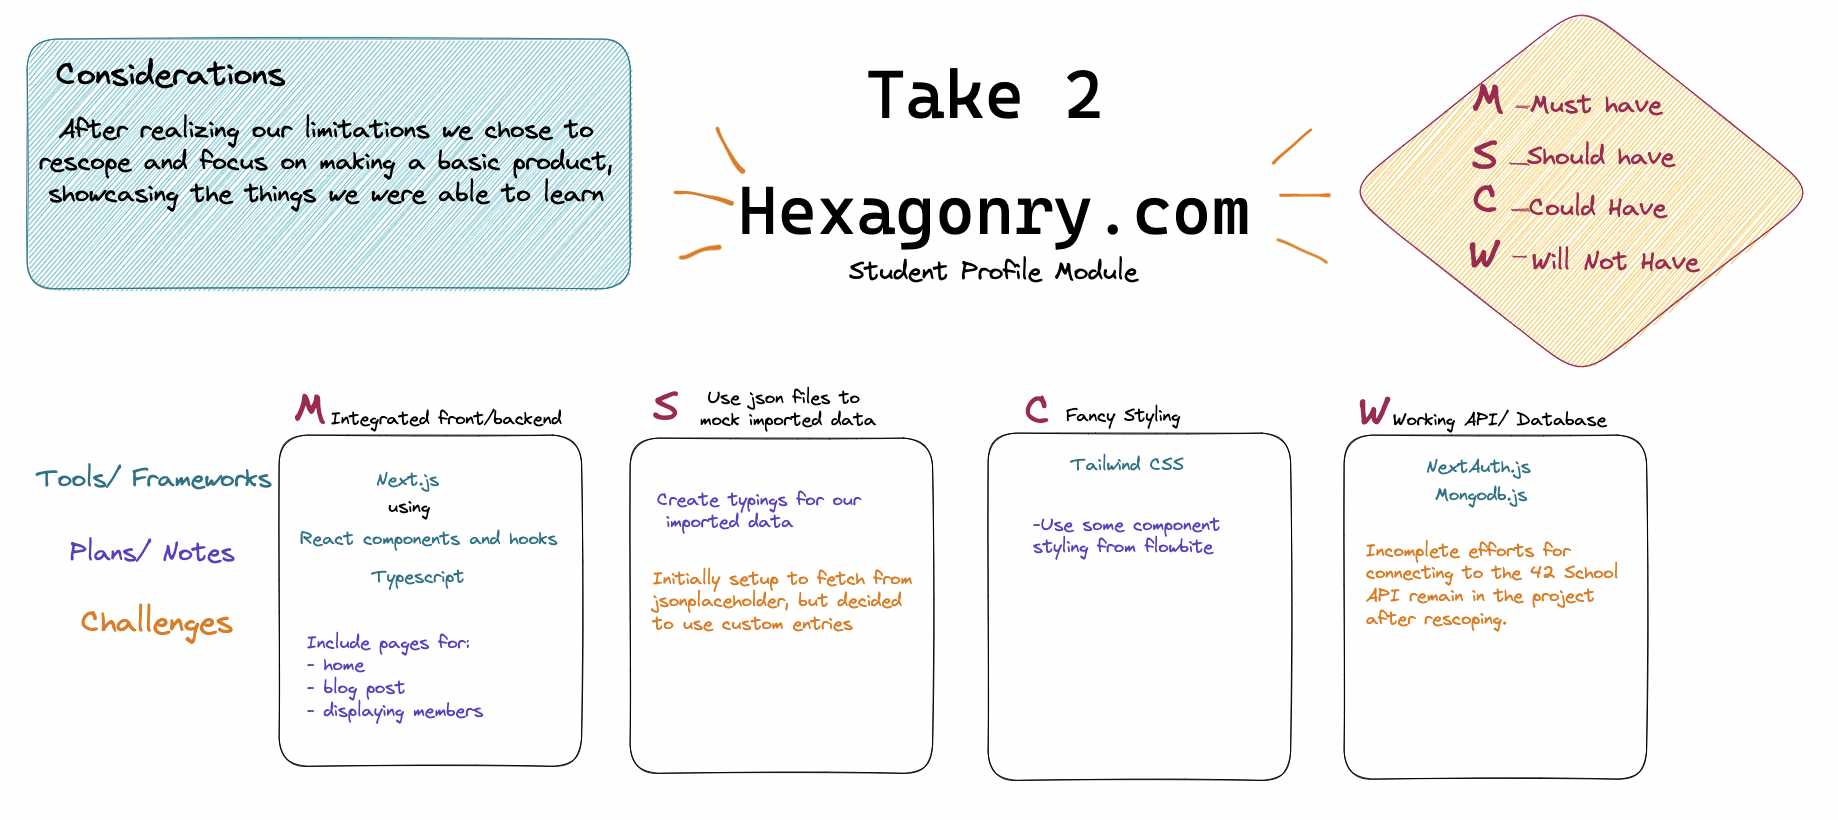 Considerations
After realizing our limitations we chose to
rescope and focus on making a basic product,
showcasing the things we were able to learn
Take 2
Hexagonry.com
Student Profile Module
M - Must have
S - Should have
C - Could Have
W - Will Not Have
Tools/ Frameworks
Plans/ Notes
Challenges
M Integrated front/backend
Next.js
using
React components and hooks
Typescript
Include pages for:
- home
- blog post
- displaying members
S Use json files to
mock imported data
Create typings for our
imported data
Initially setup to fetch from
jsonplaceholder, but decided
to use custom entries
C Fancy Styling
Tailwind CSS
-Use some component
styling from flowbite
W Working API/ Database
NextAuth.js
Mongodb.js
Incomplete efforts for
connecting to the 42 School
API remain in the project
after rescoping.